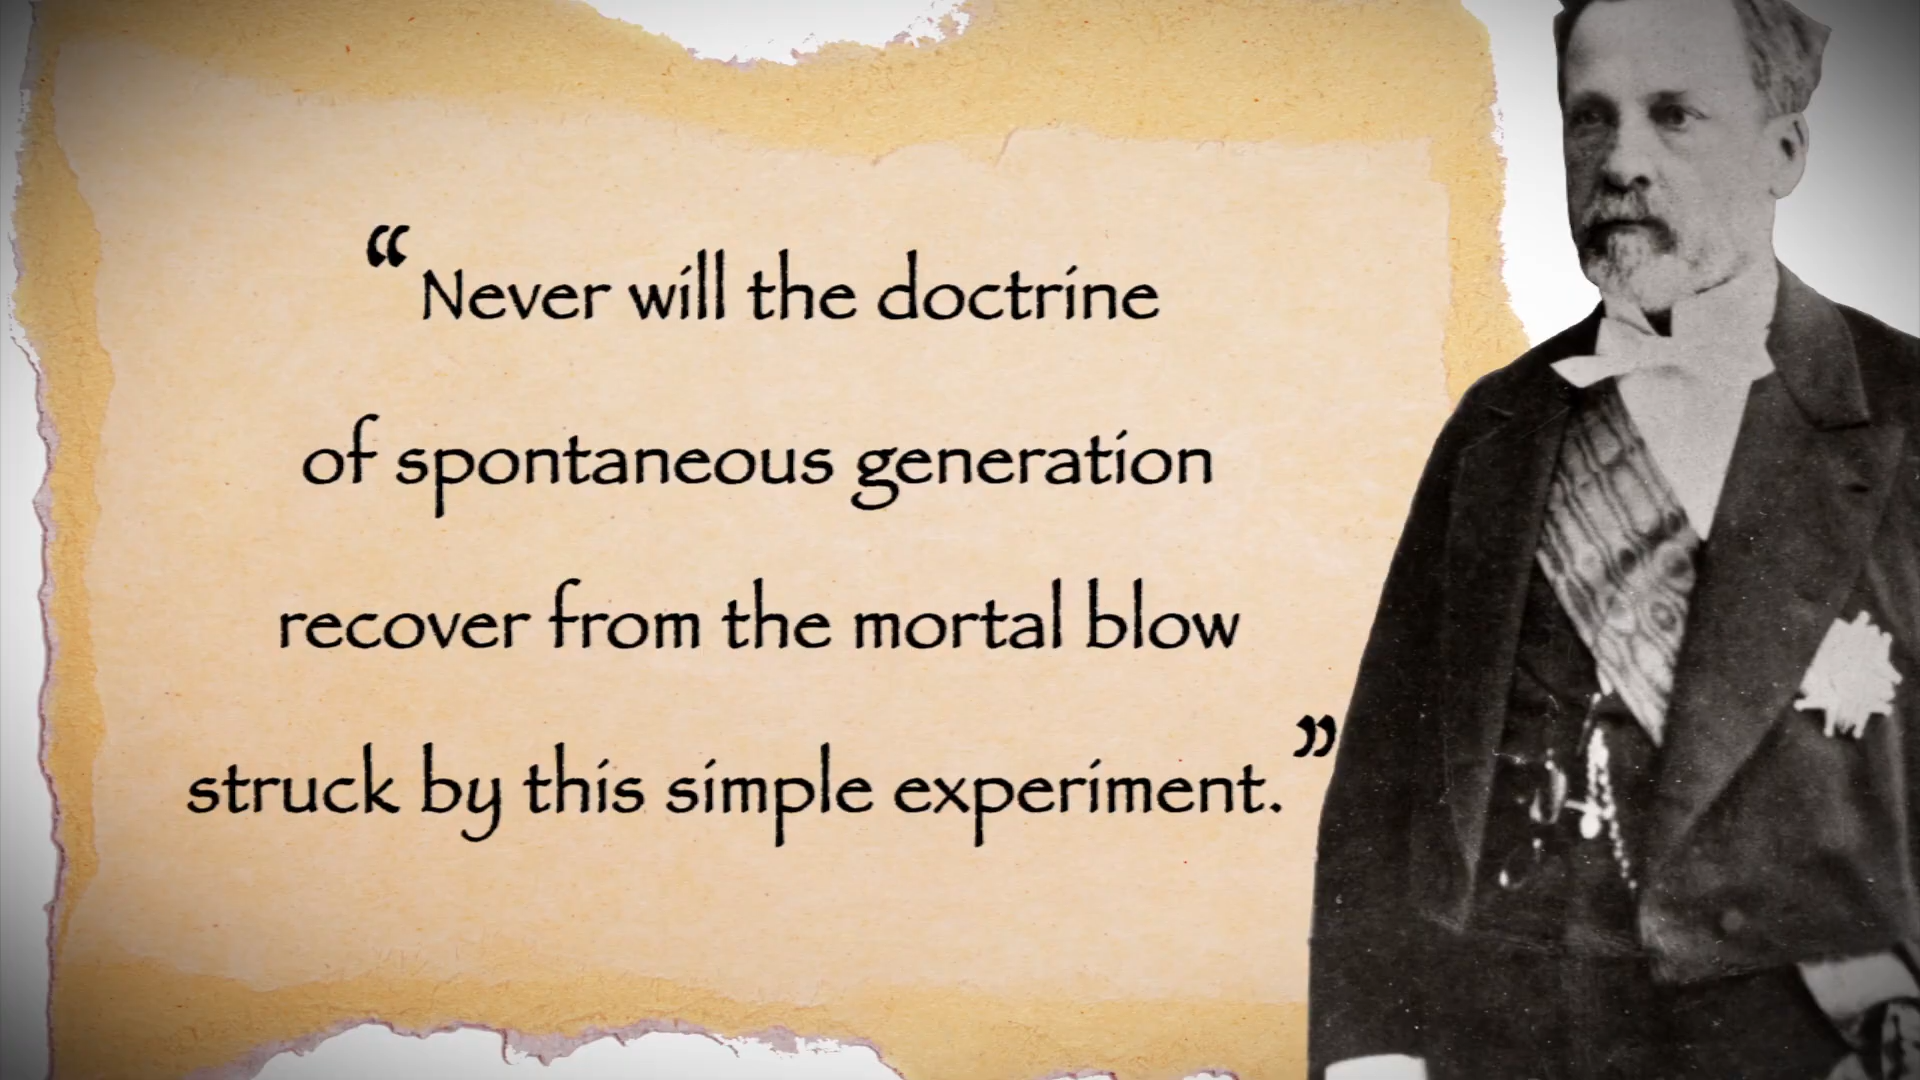 “Never will the doctrine
of spontaneous generation
recover from the mortal blow
struck by this simple experiment.”